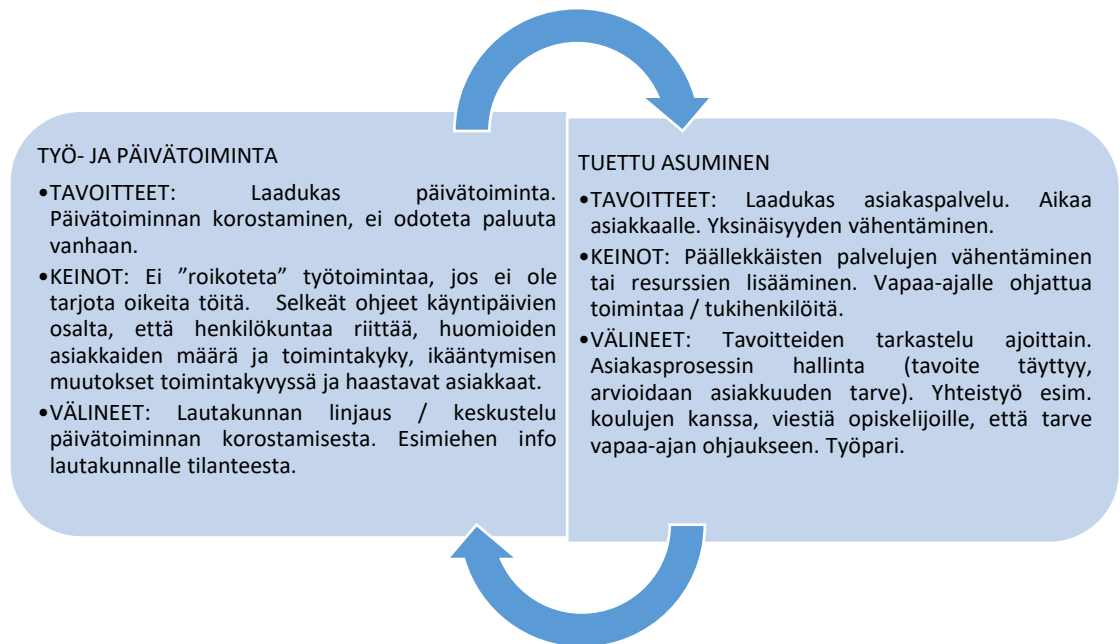 TYÖ- JA PÄIVÄTOIMINTA
•TAVOITTEET: Laadukas päivätoiminta.
Päivätoiminnan korostaminen, ei odoteta paluuta
vanhaan.
•KEINOT: Ei ”roikoteta” työtoimintaa, jos ei ole
tarjota oikeita töitä. Selkeät ohjeet käyntipäivien
osalta, että henkilökuntaa riittää, huomioiden
asiakkaiden määrä ja toimintakyky, ikääntymisen
muutokset toimintakyvyssä ja haastavat asiakkaat.
•VÄLINEET: Lautakunnan linjaus / keskustelu
päivätoiminnan korostamisesta. Esimiehen info
lautakunnalle tilanteesta.
TUETTU ASUMINEN
•TAVOITTEET: Laadukas asiakaspalvelu. Aikaa
asiakkaalle. Yksinäisyyden vähentäminen.
•KEINOT: Päällekkäisten palvelujen vähentäminen
tai resurssien lisääminen. Vapaa-ajalle ohjattua
toimintaa / tukihenkilöitä.
•VÄLINEET: Tavoitteiden tarkastelu ajoittain.
Asiakasprosessin hallinta (tavoite täyttyy,
arvioidaan asiakkuuden tarve). Yhteistyö esim.
koulujen kanssa, viestiä opiskelijoille, että tarve
vapaa-ajan ohjaukseen. Työpari.